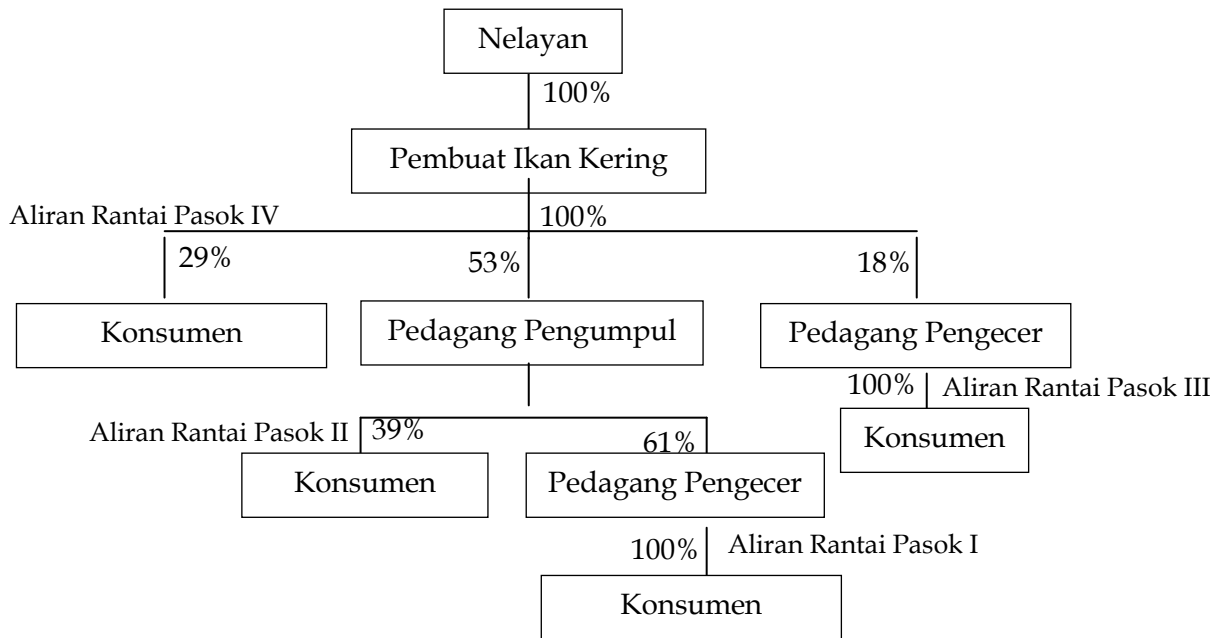 Nelayan
100%
Pembuat Ikan Kering
Aliran Rantai Pasok IV
100%
29%
53%
18%
Konsumen
Pedagang Pengumpul
Pedagang Pengecer
100%
Aliran Rantai Pasok III
Aliran Rantai Pasok II
39%
61%
Konsumen
Konsumen
Pedagang Pengecer
100%
Aliran Rantai Pasok I
Konsumen